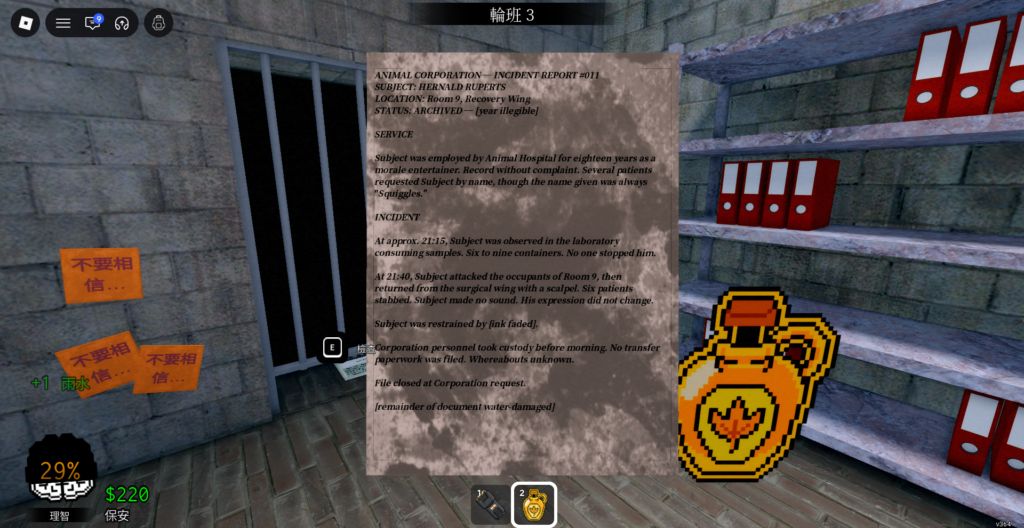 9
輪班 3
ANIMAL CORPORATION — INCIDENT REPORT #011
SUBJECT: HERNALD RUPERTS
LOCATION: Room 9, Recovery Wing
STATUS: ARCHIVED — [year illegible]
SERVICE
Subject was employed by Animal Hospital for eighteen years as a
morale entertainer. Record without complaint. Several patients
requested Subject by name, though the name given was always
"Squiggles."
INCIDENT
At approx. 21:15, Subject was observed in the laboratory
consuming samples. Six to nine containers. No one stopped him.
At 21:40, Subject attacked the occupants of Room 9, then
returned from the surgical wing with a scalpel. Six patients
stabbed. Subject made no sound. His expression did not change.
Subject was restrained by [ink faded].
Corporation personnel took custody before morning. No transfer
paperwork was filed. Whereabouts unknown.
File closed at Corporation request.
[remainder of document water-damaged]
不要相
信...
不要相
信...
不要相
信...
E
檢查
+1 雨水
29%
理智
$220
保安
1
2
v364